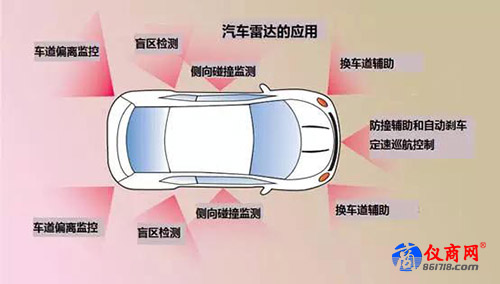 汽车雷达的应用
车道偏离监控
盲区检测
侧向碰撞监测
换车道辅助
防撞辅助和自动刹车
定速巡航控制
车道偏离监控
盲区检测
侧向碰撞监测
换车道辅助
商
仪商网®
861718.com